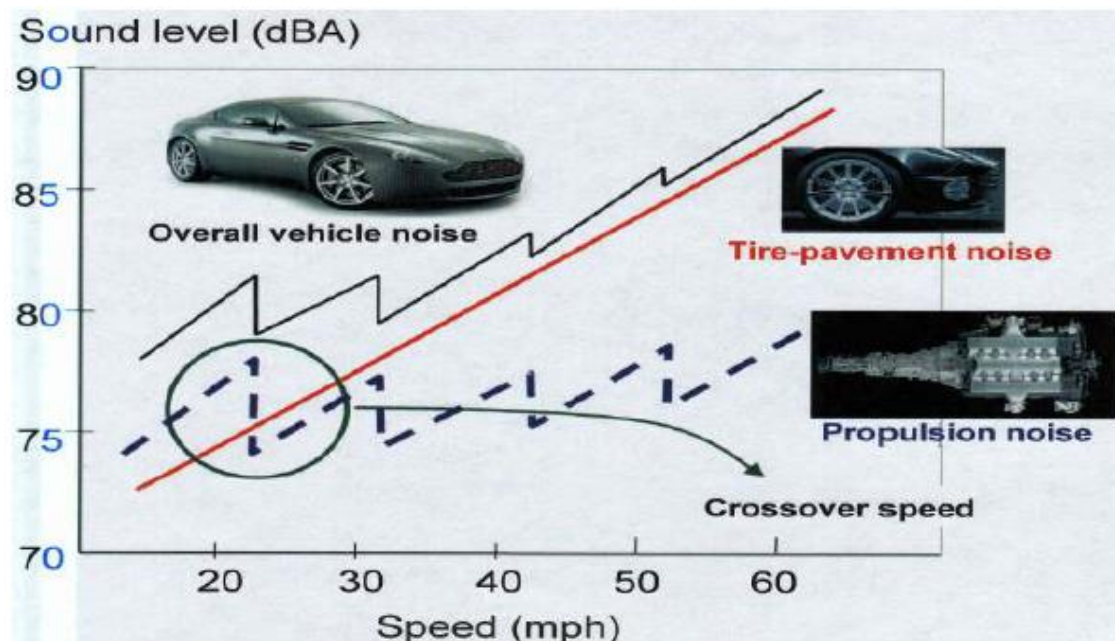 Sound level (dBA)
90
85
Overall vehicle noise
Tire-pavement noise
80
75
Propulsion noise
Crossover speed
70
20 30 40 50 60
Speed (mph)